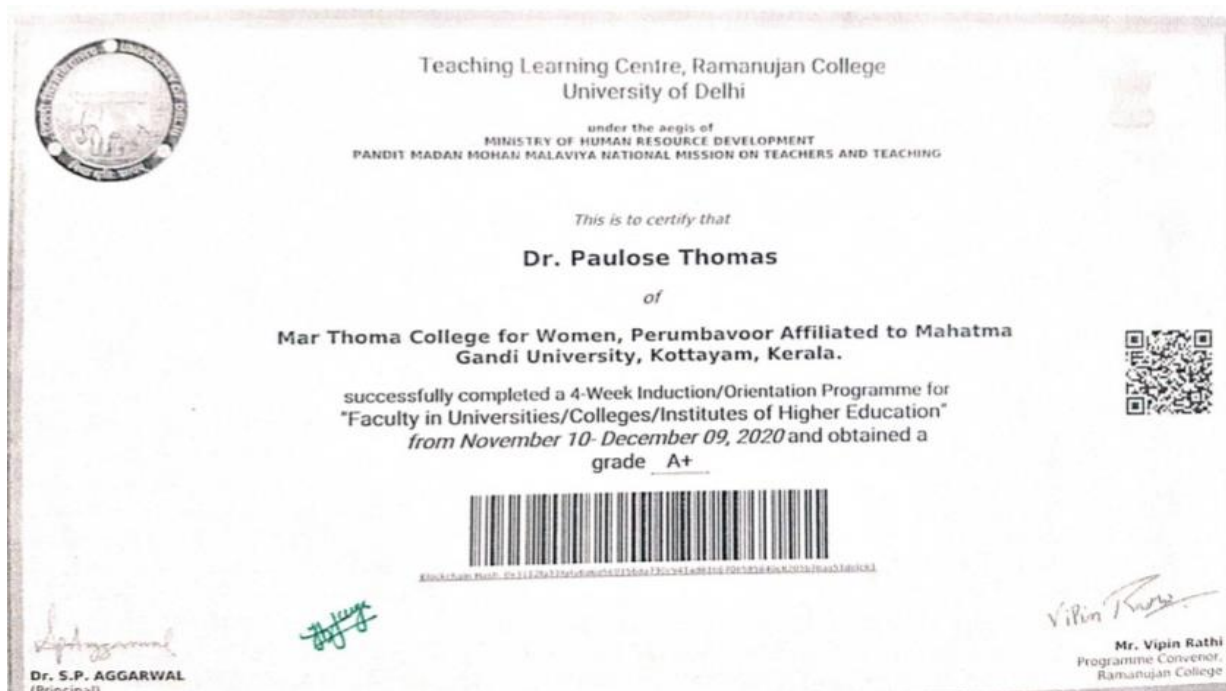 Teaching Learning Centre, Ramanujan College
University of Delhi
under the aegis of
MINISTRY OF HUMAN RESOURCE DEVELOPMENT
PANDIT MADAN MOHAN MALAVIYA NATIONAL MISSION ON TEACHERS AND TEACHING
This is to certify that
Dr. Paulose Thomas
of
Mar Thoma College for Women, Perumbavoor Affiliated to Mahatma
Gandi University, Kottayam, Kerala.
successfully completed a 4-Week Induction/Orientation Programme for
"Faculty in Universities/Colleges/Institutes of Higher Education"
from November 10- December 09, 2020 and obtained a
grade A+
Blockchain Hash
Dr. S.P. AGGARWAL
(Principal)
Vipin
Mr. Vipin Rathi
Programme Convenor,
Ramanujan College